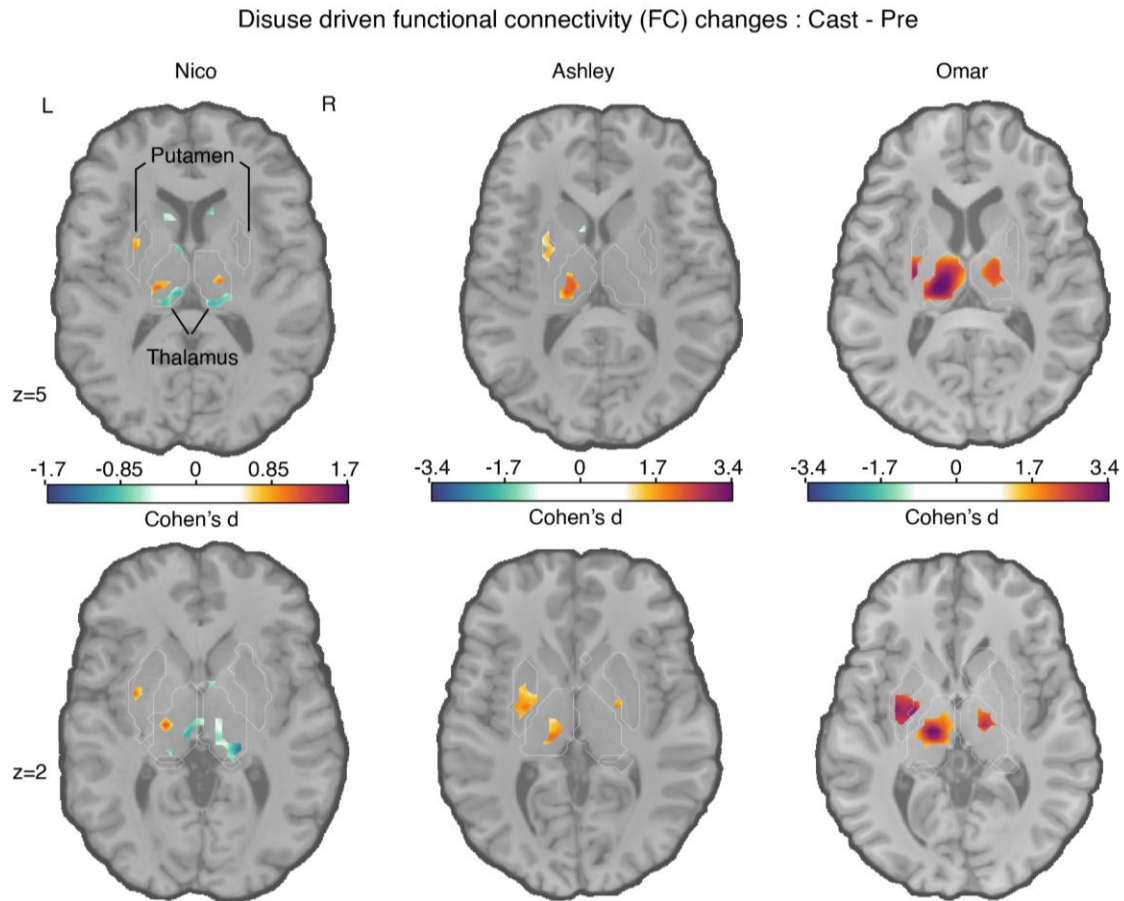 Disuse driven functional connectivity (FC) changes : Cast - Pre
Nico
Ashley
Omar
L
R
Putamen
Thalamus
z=5
-1.7 -0.85 0 0.85 1.7
Cohen's d
-3.4 -1.7 0 1.7 3.4
Cohen's d
-3.4 -1.7 0 1.7 3.4
Cohen's d
z=2